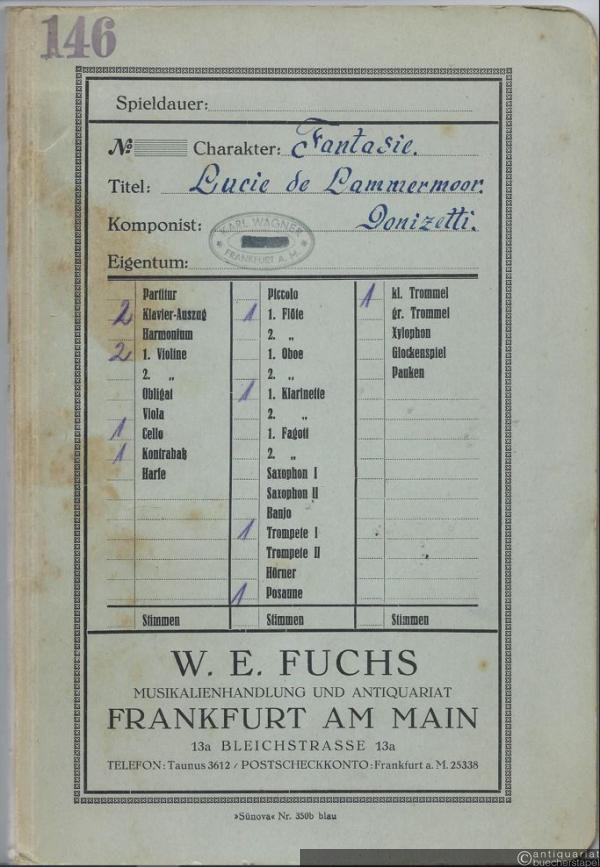 146
Spieldauer:
No Charakter: Fantasie.
Titel: Lucie de Lammermoor.
Komponist: Donizetti.
KARL WAGNER
FRANKFURT A. M.
Eigentum:
Partitur
2 Klavier-Auszug
Harmonium
2 1. Violine
2. „
Obligat
Viola
1 Cello
1 Kontrabaß
Harfe
Stimmen
Piccolo
1 1. Flöte
2. „
1. Oboe
2. „
1 1. Klarinette
2. „
1. Fagott
2. „
Saxophon I
Saxophon II
Banjo
1 Trompete I
Trompete II
Hörner
1 Posaune
Stimmen
1 kl. Trommel
gr. Trommel
Xylophon
Glockenspiel
Pauken
Stimmen
W. E. FUCHS
MUSIKALIENHANDLUNG UND ANTIQUARIAT
FRANKFURT AM MAIN
13a BLEICHSTRASSE 13a
TELEFON: Taunus 3612 / POSTSCHECKKONTO: Frankfurt a. M. 25338
»Sünova« Nr. 350b blau
antiquariat
buecherstapel